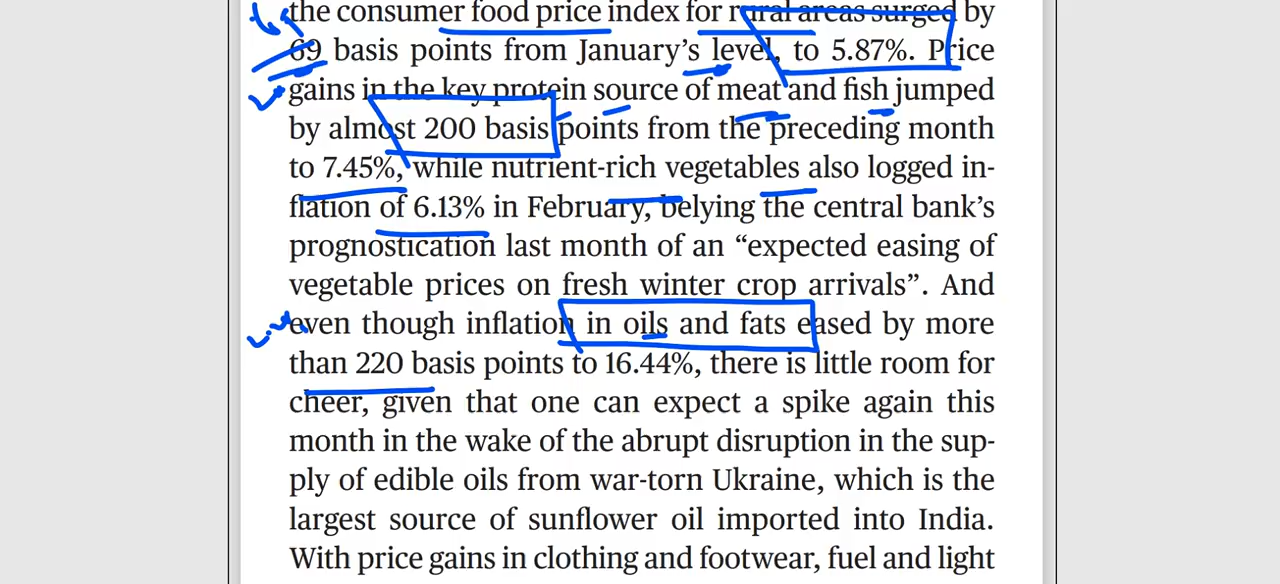 the consumer food price index for rural areas surged by
69 basis points from January’s level, to 5.87%. Price
gains in the key protein source of meat and fish jumped
by almost 200 basis points from the preceding month
to 7.45%, while nutrient-rich vegetables also logged in-
flation of 6.13% in February, belying the central bank’s
prognostication last month of an “expected easing of
vegetable prices on fresh winter crop arrivals”. And
even though inflation in oils and fats eased by more
than 220 basis points to 16.44%, there is little room for
cheer, given that one can expect a spike again this
month in the wake of the abrupt disruption in the sup-
ply of edible oils from war-torn Ukraine, which is the
largest source of sunflower oil imported into India.
With price gains in clothing and footwear, fuel and light